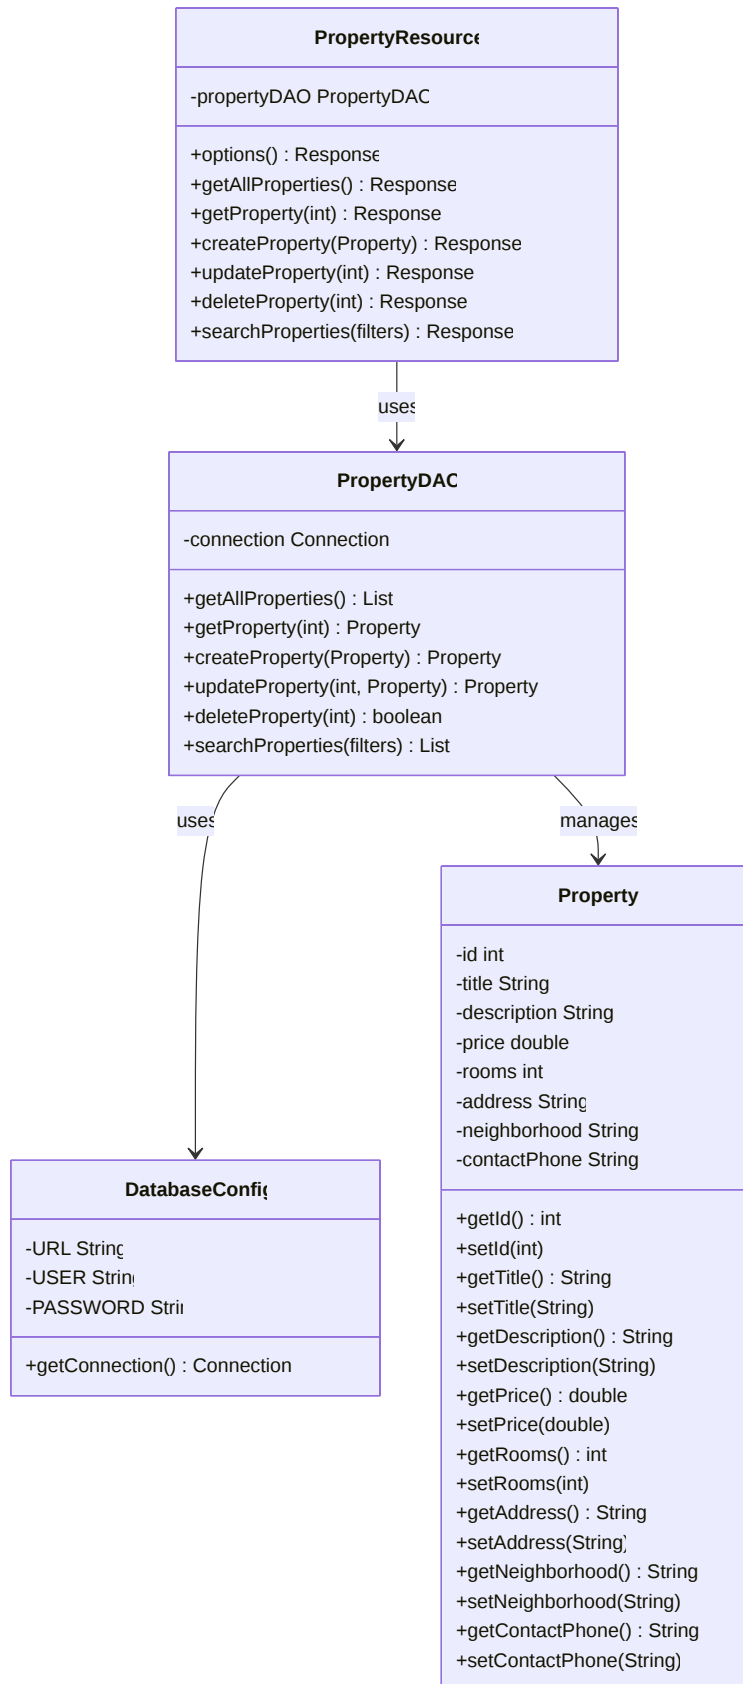 PropertyResource
-propertyDAO PropertyDAO
+options() : Response
+getAllProperties() : Response
+getProperty(int) : Response
+createProperty(Property) : Response
+updateProperty(int) : Response
+deleteProperty(int) : Response
+searchProperties(filters) : Response
uses
PropertyDAO
-connection Connection
+getAllProperties() : List
+getProperty(int) : Property
+createProperty(Property) : Property
+updateProperty(int, Property) : Property
+deleteProperty(int) : boolean
+searchProperties(filters) : List
uses
manages
DatabaseConfig
-URL String
-USER String
-PASSWORD String
+getConnection() : Connection
Property
-id int
-title String
-description String
-price double
-rooms int
-address String
-neighborhood String
-contactPhone String
+getId() : int
+setId(int)
+getTitle() : String
+setTitle(String)
+getDescription() : String
+setDescription(String)
+getPrice() : double
+setPrice(double)
+getRooms() : int
+setRooms(int)
+getAddress() : String
+setAddress(String)
+getNeighborhood() : String
+setNeighborhood(String)
+getContactPhone() : String
+setContactPhone(String)